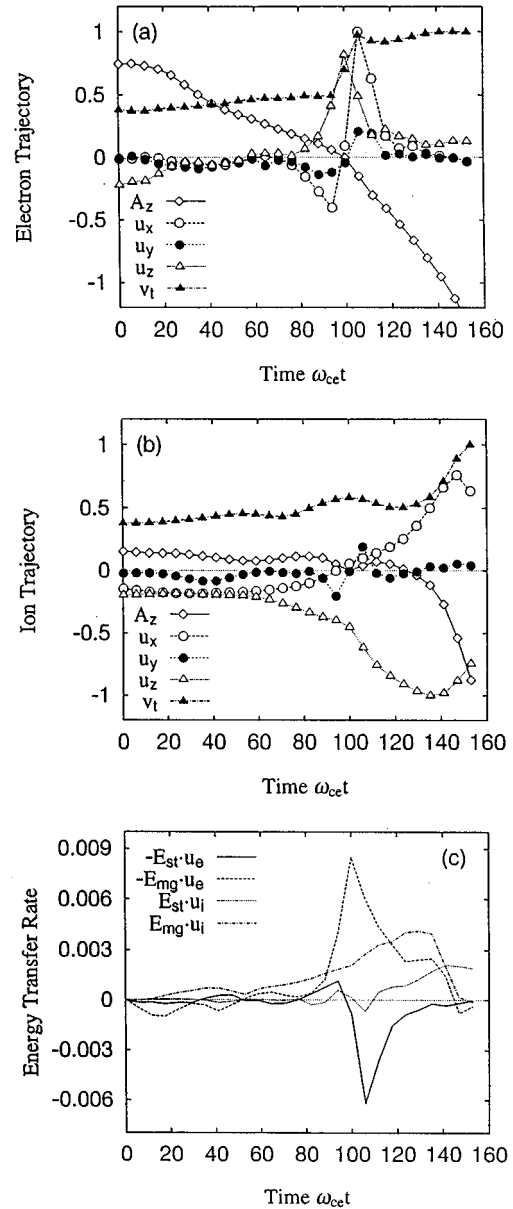 (a)
1
0.5
0
-0.5
-1
Electron Trajectory
A_z
u_x
u_y
u_z
v_t
0 20 40 60 80 100 120 140 160
Time ω_ce t
(b)
1
0.5
0
-0.5
-1
Ion Trajectory
A_z
u_x
u_y
u_z
v_t
0 20 40 60 80 100 120 140 160
Time ω_ce t
(c)
0.009
0.006
0.003
0
-0.003
-0.006
Energy Transfer Rate
-E_st·u_e
-E_mg·u_e
E_st·u_i
E_mg·u_i
0 20 40 60 80 100 120 140 160
Time ω_ce t